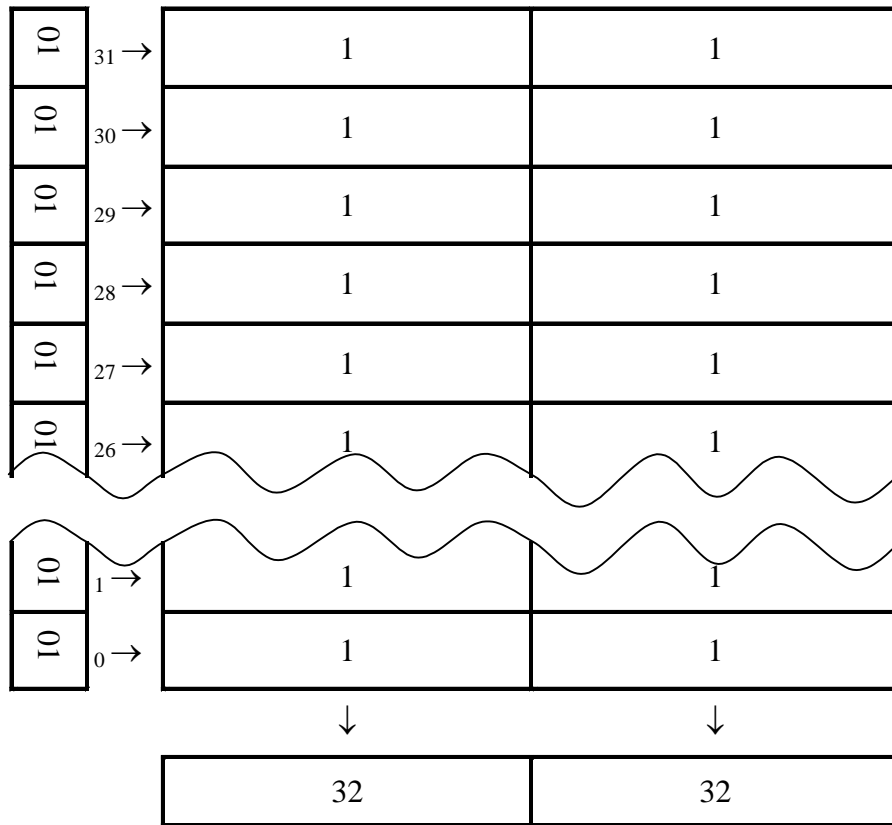 01 31 → 1 1
01 30 → 1 1
01 29 → 1 1
01 28 → 1 1
01 27 → 1 1
01 26 → 1 1
01 1 → 1 1
01 0 → 1 1
↓ ↓
32 32